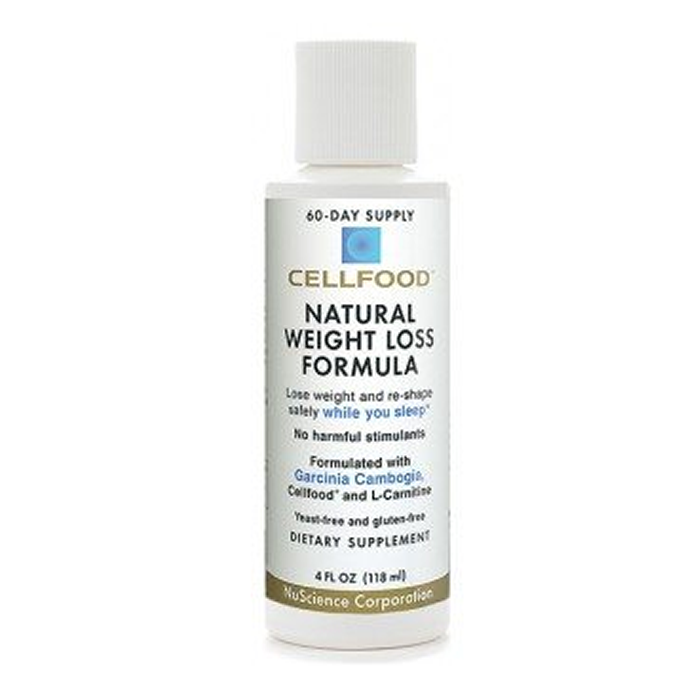 60-DAY SUPPLY
CELLFOOD™
NATURAL
WEIGHT LOSS
FORMULA
Lose weight and re-shape
safely while you sleep*
No harmful stimulants
Formulated with
Garcinia Cambogia,
Cellfood® and L-Carnitine
Yeast-free and gluten-free
DIETARY SUPPLEMENT
4 FL OZ (118 ml)
NuScience Corporation